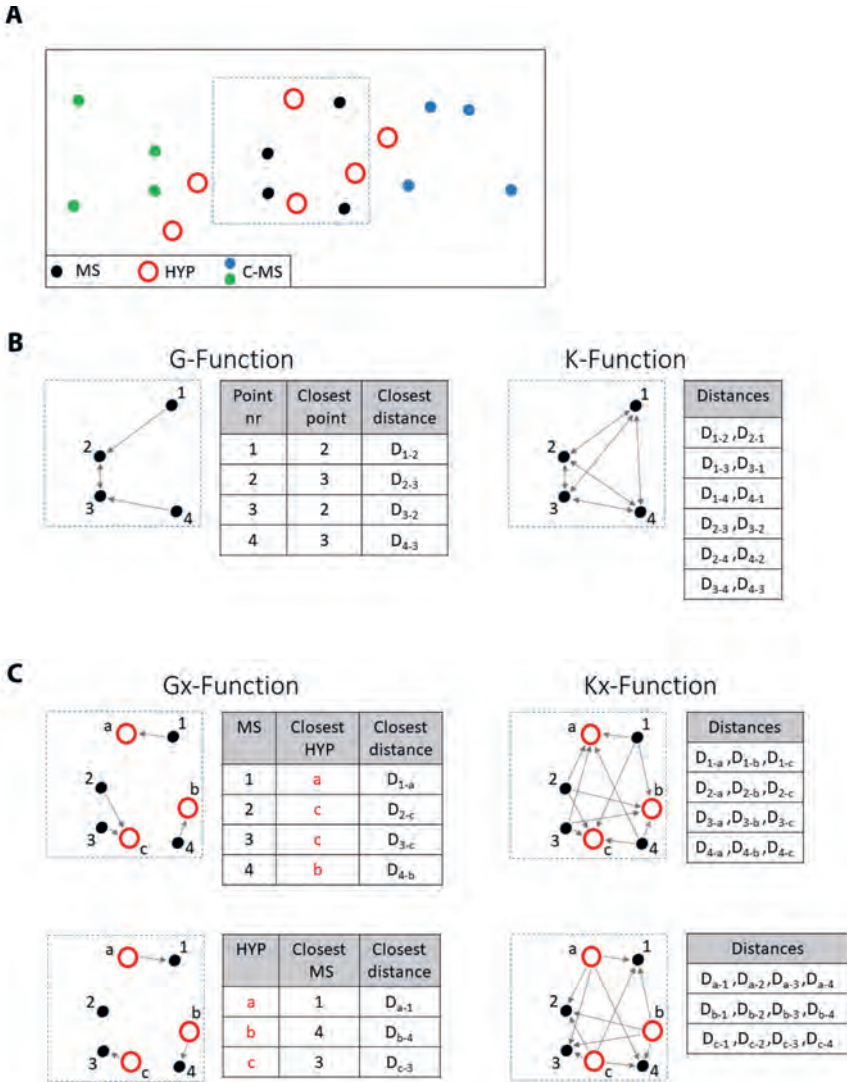 A
MS HYP C-MS
B
G-Function K-Function
1
2
3
4
Point nr Closest point Closest distance
1 2 D1-2
2 3 D2-3
3 2 D3-2
4 3 D4-3
1
2
3
4
Distances
D1-2 ,D2-1
D1-3 ,D3-1
D1-4 ,D4-1
D2-3 ,D3-2
D2-4 ,D4-2
D3-4 ,D4-3
C
Gx-Function Kx-Function
a 1
2 b
3 c 4
MS Closest HYP Closest distance
1 a D1-a
2 c D2-c
3 c D3-c
4 b D4-b
a 1
2 b
3 c 4
Distances
D1-a ,D1-b ,D1-c
D2-a ,D2-b ,D2-c
D3-a ,D3-b ,D3-c
D4-a ,D4-b ,D4-c
a 1
2 b
3 c 4
HYP Closest MS Closest distance
a 1 Da-1
b 4 Db-4
c 3 Dc-3
a 1
2 b
3 c 4
Distances
Da-1 ,Da-2 ,Da-3 ,Da-4
Db-1 ,Db-2 ,Db-3 ,Db-4
Dc-1 ,Dc-2 ,Dc-3 ,Dc-4